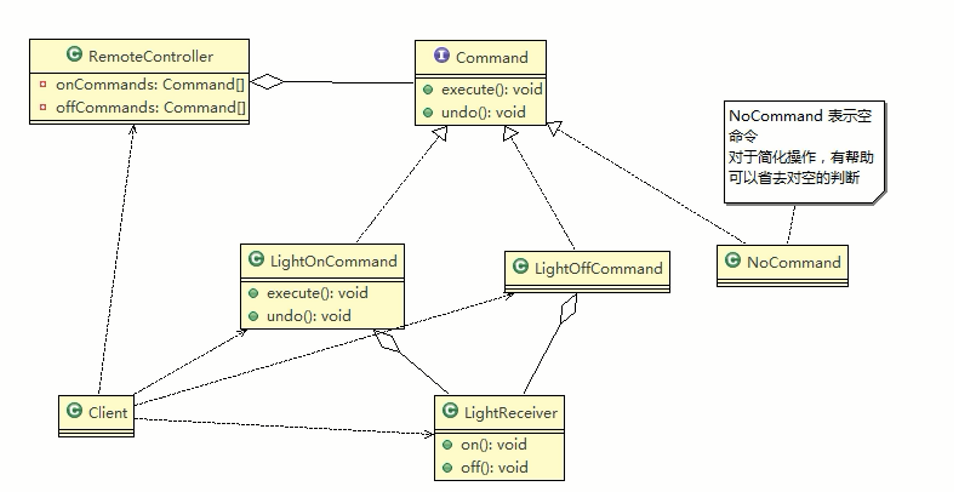 RemoteController
onCommands: Command[]
offCommands: Command[]
Command
execute(): void
undo(): void
NoCommand 表示空
命令
对于简化操作，有帮助
可以省去对空的判断
LightOnCommand
execute(): void
undo(): void
LightOffCommand
NoCommand
Client
LightReceiver
on(): void
off(): void